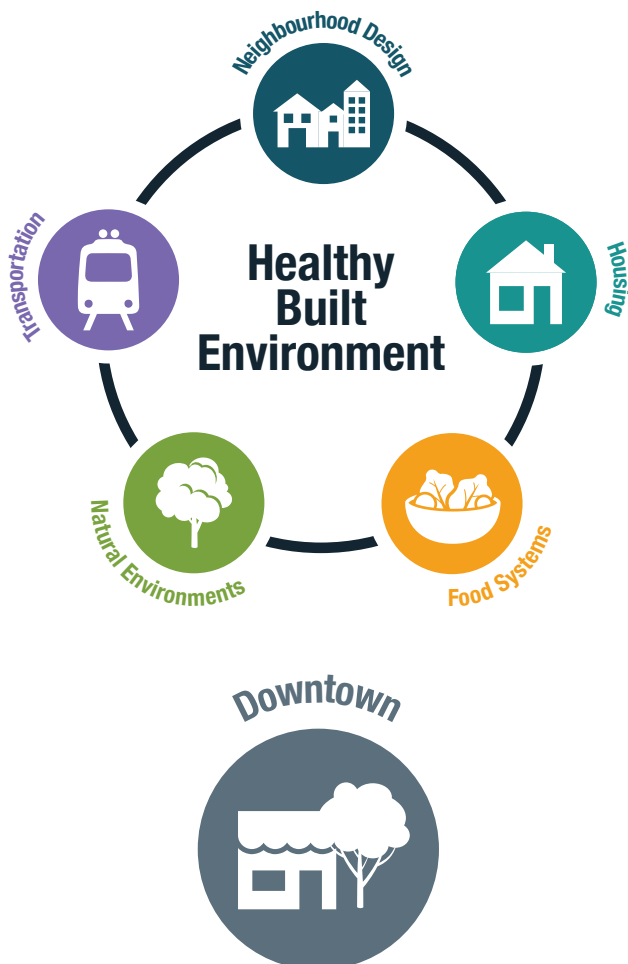 Neighbourhood Design
Transportation
Healthy
Built
Environment
Housing
Natural Environments
Food Systems
Downtown